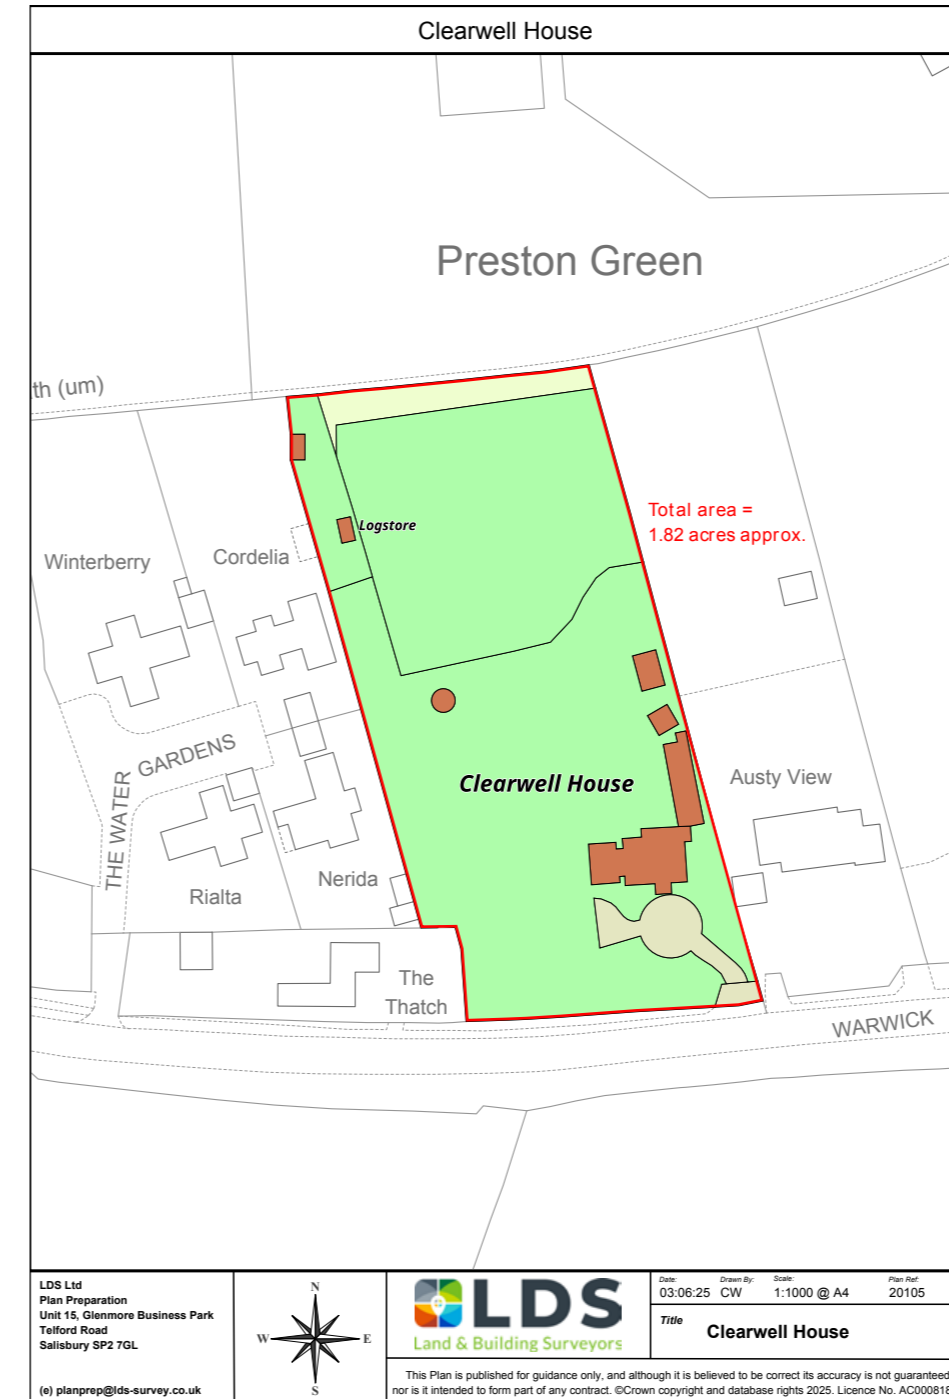 Clearwell House
Preston Green
th (um)
Total area =
1.82 acres approx.
Logstore
Winterberry
Cordelia
THE WATER
GARDENS
Clearwell House
Austy View
Nerida
Rialta
The
Thatch
WARWICK
LDS Ltd
Plan Preparation
Unit 15, Glenmore Business Park
Telford Road
Salisbury SP2 7GL
(e) planprep@lds-survey.co.uk
N
W E
S
LDS
Land & Building Surveyors
Date: Drawn By: Scale: Plan Ref:
03:06:25 CW 1:1000 @ A4 20105
Title
Clearwell House
This Plan is published for guidance only, and although it is believed to be correct its accuracy is not guaranteed
nor is it intended to form part of any contract. ©Crown copyright and database rights 2025. Licence No.